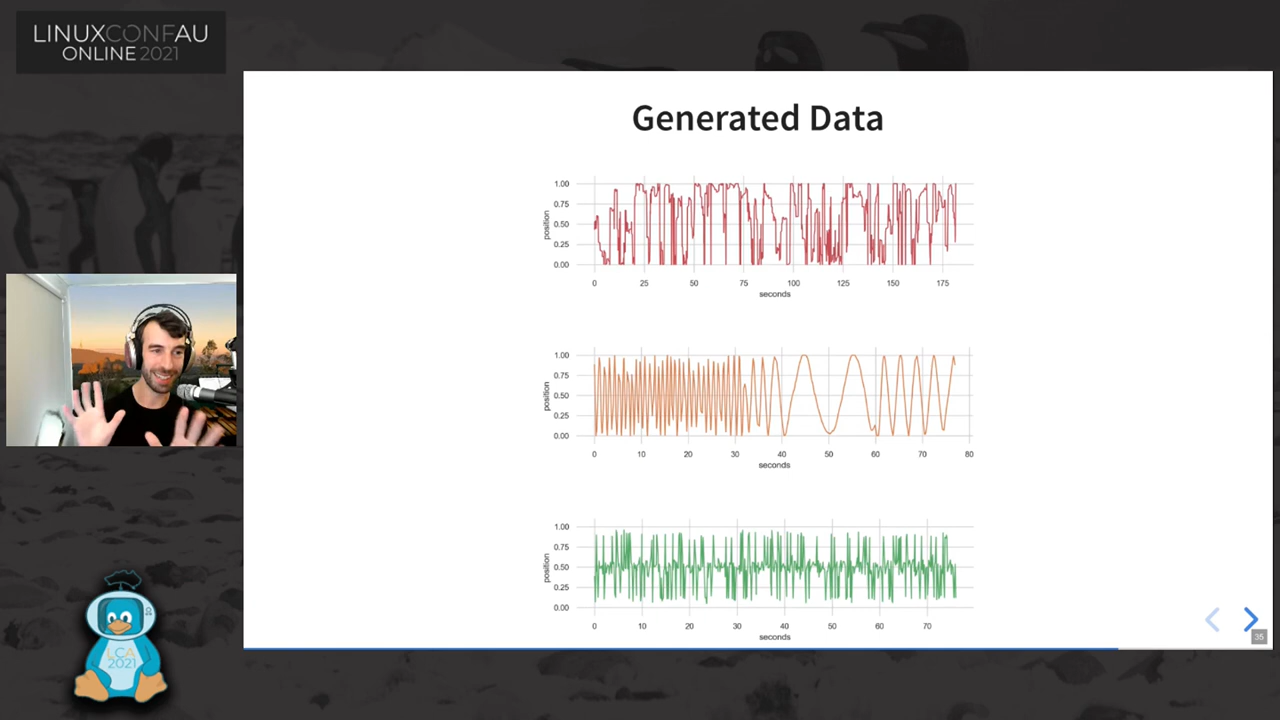 LINUXCONFAU
ONLINE 2021
Generated Data
1.00
0.75
0.50
0.25
0.00
position
0 25 50 75 100 125 150 175
seconds
1.00
0.75
0.50
0.25
0.00
position
0 10 20 30 40 50 60 70 80
seconds
1.00
0.75
0.50
0.25
0.00
position
0 10 20 30 40 50 60 70
seconds
35
LCA
2021